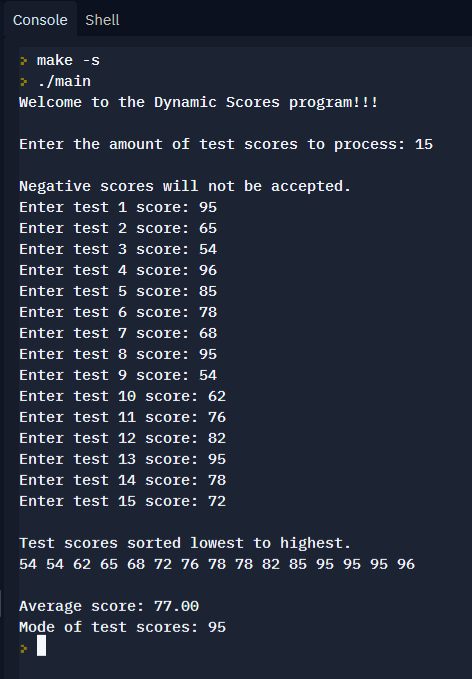 Console Shell
> make -s
> ./main
Welcome to the Dynamic Scores program!!!
Enter the amount of test scores to process: 15
Negative scores will not be accepted.
Enter test 1 score: 95
Enter test 2 score: 65
Enter test 3 score: 54
Enter test 4 score: 96
Enter test 5 score: 85
Enter test 6 score: 78
Enter test 7 score: 68
Enter test 8 score: 95
Enter test 9 score: 54
Enter test 10 score: 62
Enter test 11 score: 76
Enter test 12 score: 82
Enter test 13 score: 95
Enter test 14 score: 78
Enter test 15 score: 72
Test scores sorted lowest to highest.
54 54 62 65 68 72 76 78 78 82 85 95 95 95 96
Average score: 77.00
Mode of test scores: 95
>